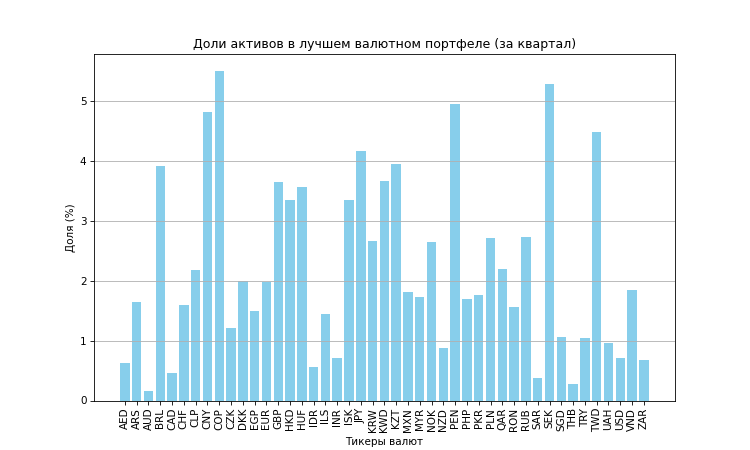 Доли активов в лучшем валютном портфеле (за квартал)
Доля (%)
5
4
3
2
1
0
AED ARS AUD BRL CAD CHF CLP CNY COP CZK DKK EGP EUR GBP HKD HUF IDR ILS INR ISK JPY KRW KWD KZT MXN MYR NOK NZD PEN PHP PKR PLN QAR RON RUB SAR SEK SGD THB TRY TWD UAH USD VND ZAR
Тикеры валют